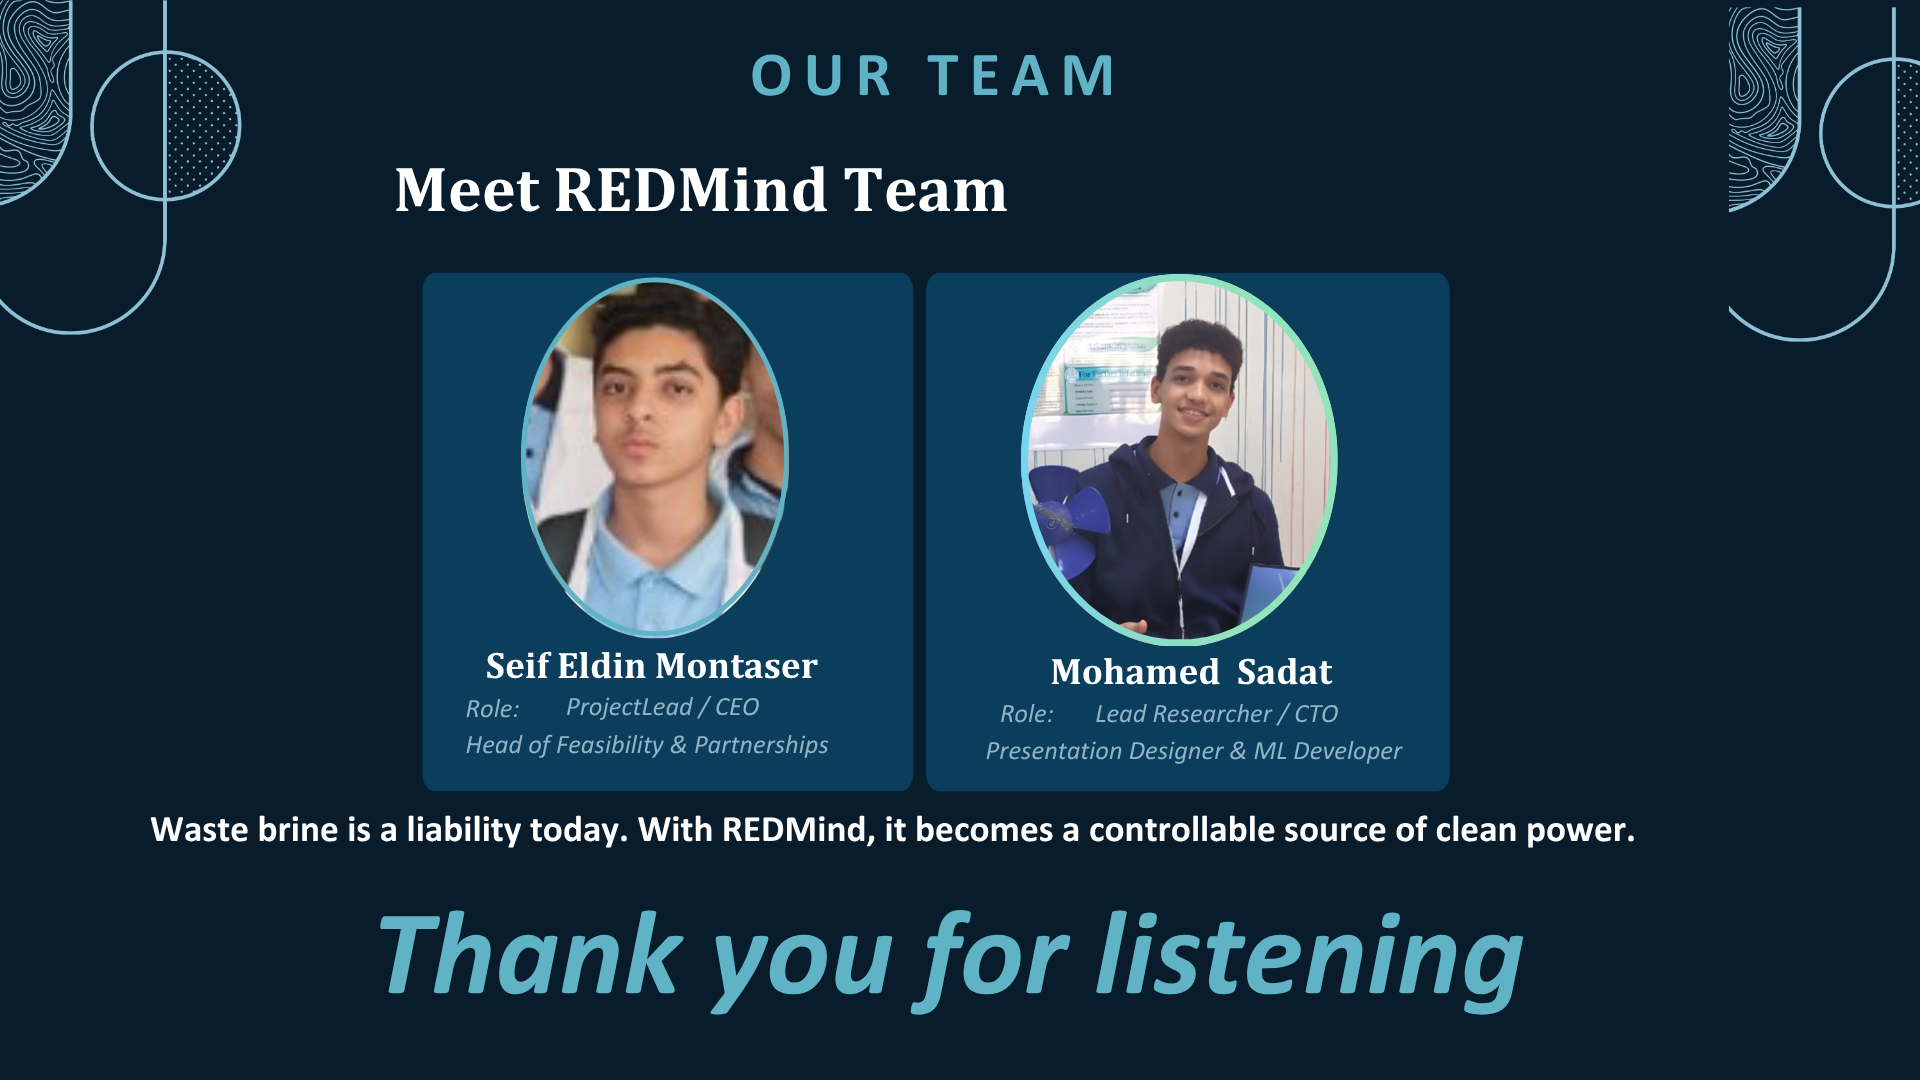 OUR TEAM
Meet REDMind Team
Seif Eldin Montaser
Role: ProjectLead / CEO
Head of Feasibility & Partnerships
Mohamed Sadat
Role: Lead Researcher / CTO
Presentation Designer & ML Developer
Waste brine is a liability today. With REDMind, it becomes a controllable source of clean power.
Thank you for listening